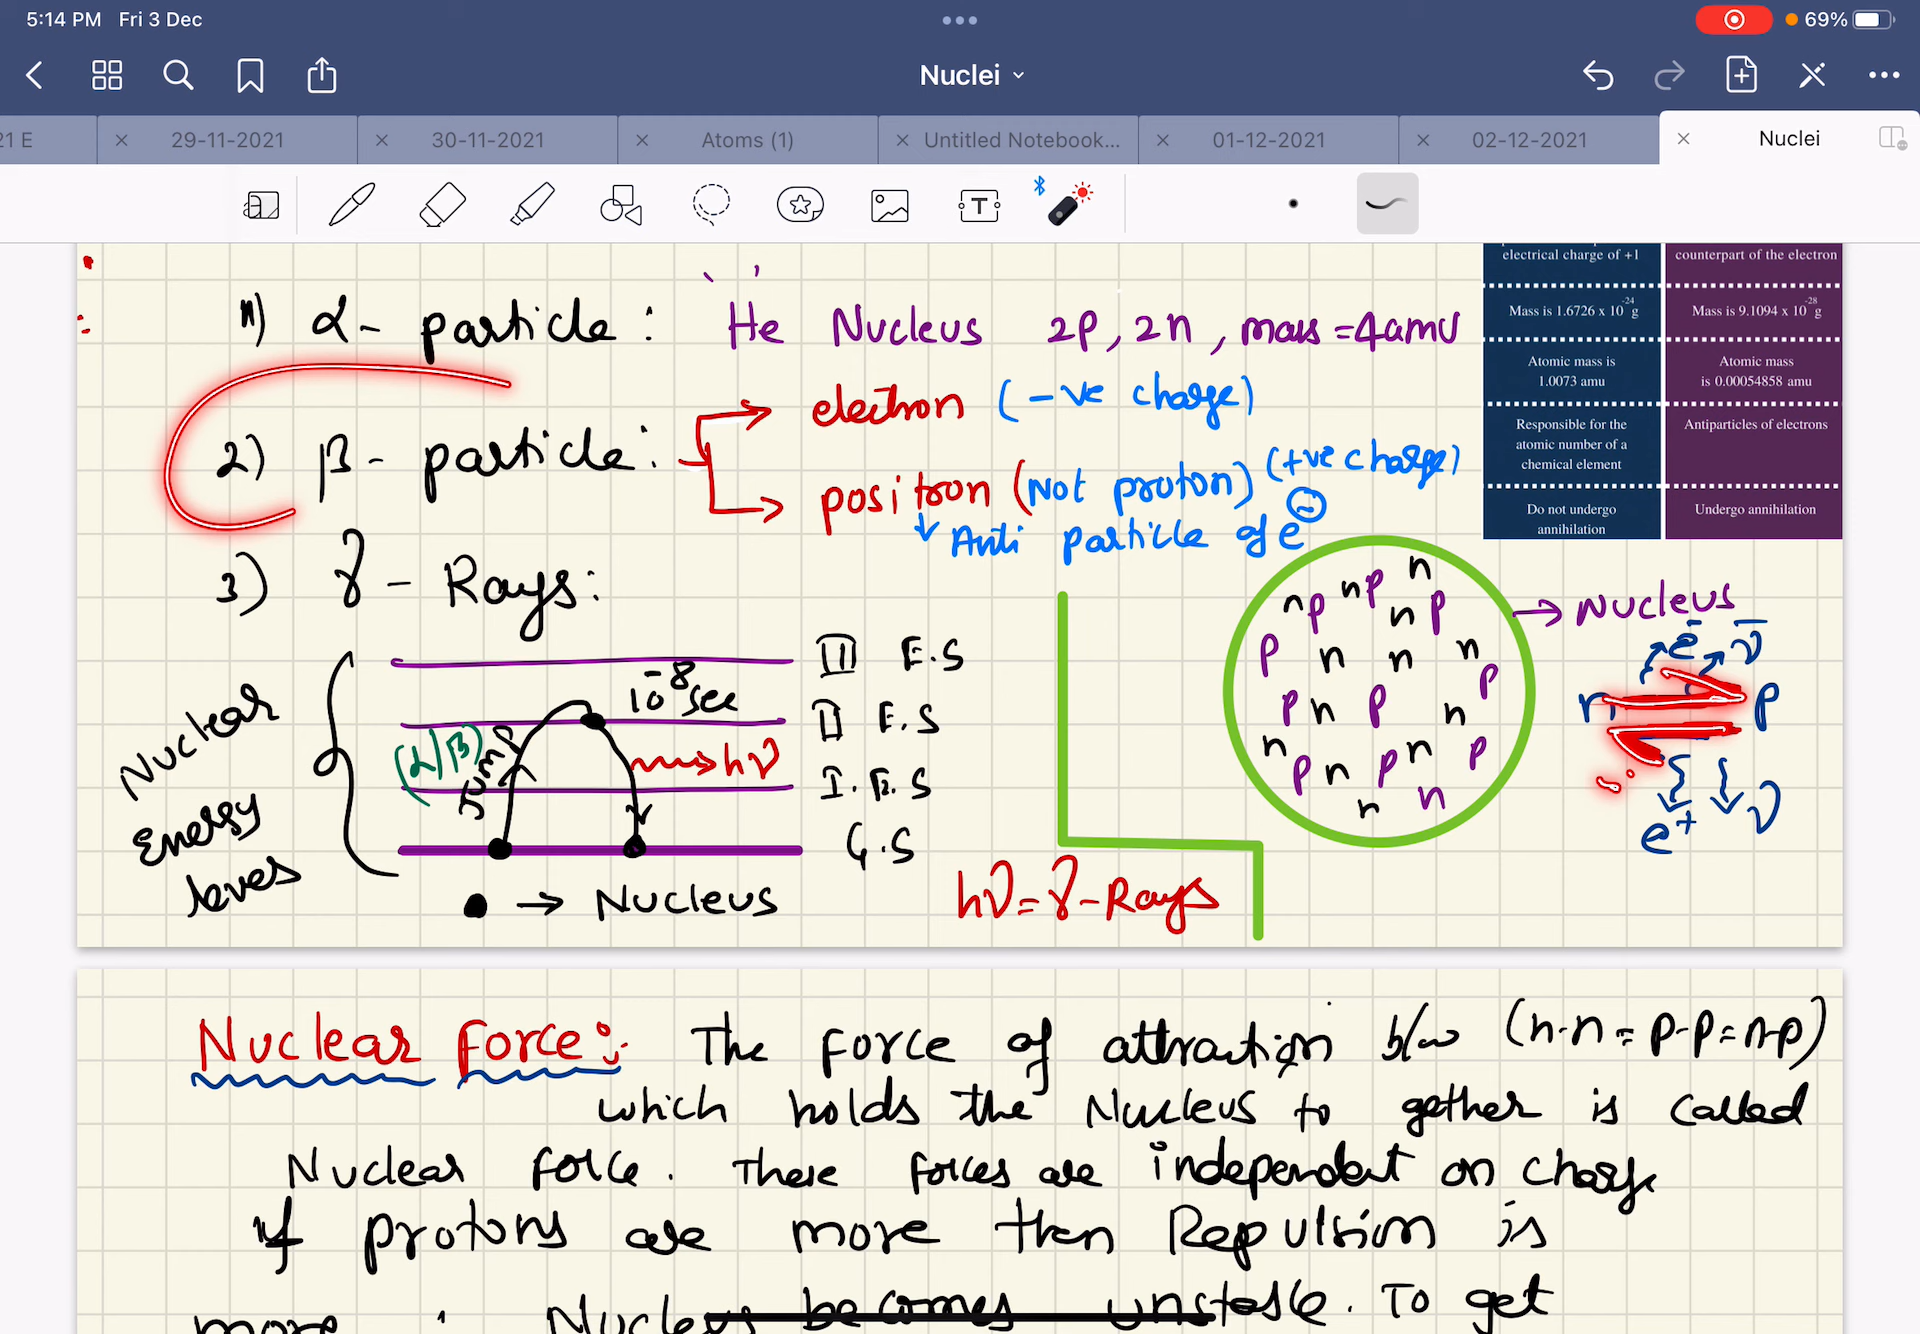 5:14 PM Fri 3 Dec
69%
Nuclei
21 E
29-11-2021
30-11-2021
Atoms (1)
Untitled Notebook...
01-12-2021
02-12-2021
Nuclei
T
electrical charge of +1
counterpart of the electron
Mass is 1.6726 x 10⁻²⁴ g
Mass is 9.1094 x 10⁻²⁸ g
Atomic mass is
1.0073 amu
Atomic mass
is 0.00054858 amu
Responsible for the
atomic number of a
chemical element
Antiparticles of electrons
Do not undergo
annihilation
Undergo annihilation
1) α - particle : He Nucleus 2p, 2n, mass = 4amu
2) β - particle :
electron (-ve charge)
positron (Not proton) (+ve charge)
Anti particle of e⁻
3) γ - Rays :
Nuclear
Energy
levels
III E.S
II E.S
I. E.S
G.S
10⁻⁸ sec
(α/β)
Jump
hν
• → Nucleus
hν = γ - Rays
n p n p n
n p
p n n n
p
p n p n
n p n p n p
n n
→ Nucleus
e⁻ ν̄
n p
e⁺ ν
Nuclear Force :- The Force of attraction b/w (n-n = p-p = n-p)
which holds the Nucleus to gether is called
Nuclear force. These forces are independent on charge
if protons are more then Repulsion is
more . Nucleus becomes unstable. To get